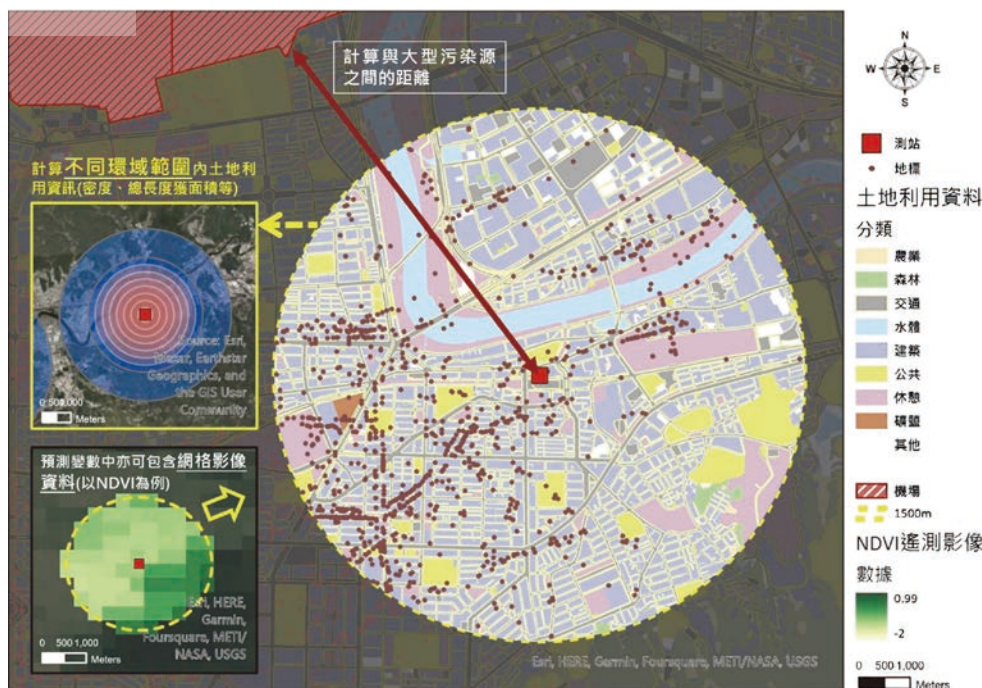 計算與大型污染源
之間的距離
計算不同環域範圍內土地利
用資訊(密度、總長度獲面積等)
Source: Esri,
Maxar, Earthstar
Geographics, and
the GIS User
Community
0 500 1,000
Meters
預測變數中亦可包含網格影像
資料(以NDVI為例)
Esri, HERE,
Garmin,
Foursquare, METI/
NASA, USGS
0 500 1,000
Meters
Esri, HERE, Garmin, Foursquare, METI/NASA, USGS
N
W E
S
測站
地標
土地利用資料
分類
農業
森林
交通
水體
建築
公共
休憩
礦鹽
其他
機場
1500m
NDVI遙測影像
數據
0.99
-2
0 500 1,000
Meters